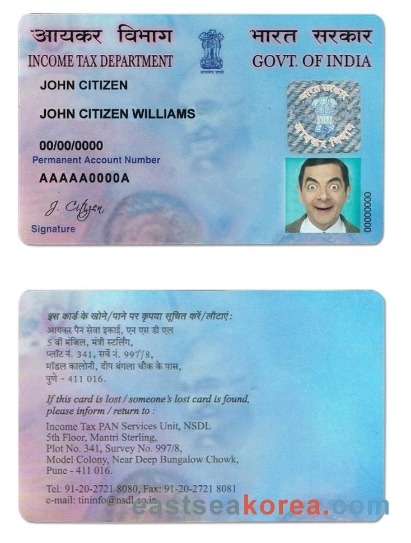 आयकर विभाग
भारत सरकार
INCOME TAX DEPARTMENT
GOVT. OF INDIA
JOHN CITIZEN
JOHN CITIZEN WILLIAMS
00/00/0000
Permanent Account Number
AAAAA0000A
J. Citizen
Signature
00000000
इस कार्ड के खोने/पाने पर कृपया सूचित करें/लौटाएं:
आयकर पैन सेवा इकाई, एन एस डी एल
5 वीं मंजिल, मंत्री स्टर्लिंग,
प्लॉट नं. 341, सर्वे नं. 997/8,
मॉडल कालोनी, दीप बंगला चौक के पास,
पुणे - 411 016.
If this card is lost / someone's lost card is found,
please inform / return to :
Income Tax PAN Services Unit, NSDL
5th Floor, Mantri Sterling,
Plot No. 341, Survey No. 997/8,
Model Colony, Near Deep Bungalow Chowk,
Pune - 411 016.
Tel: 91-20-2721 8080, Fax: 91-20-2721 8081
e-mail: tininfo@nsdl.co.in
eastseakorea.com